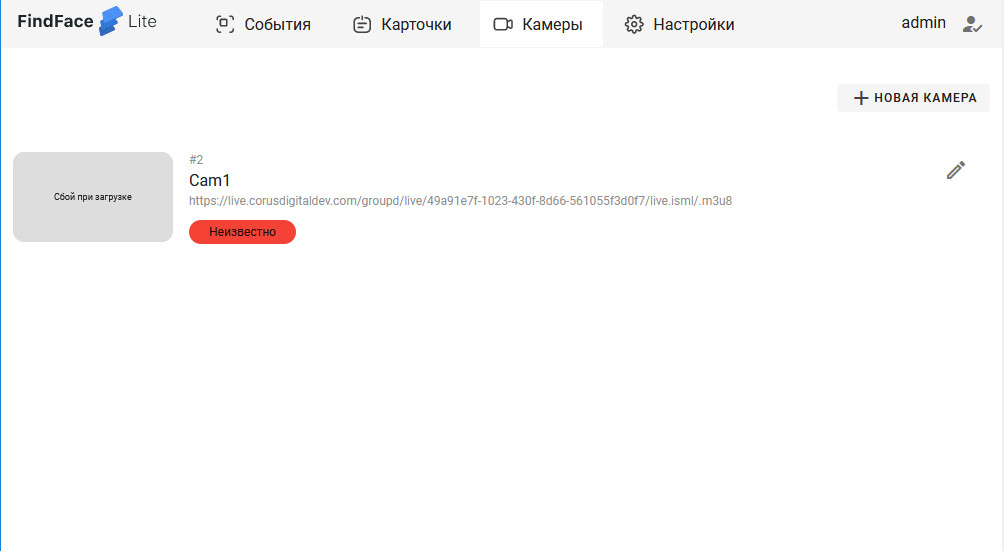 FindFace Lite События Карточки Камеры Настройки admin
НОВАЯ КАМЕРА
Сбой при загрузке
#2
Cam1
https://live.corusdigitaldev.com/groupd/live/49a91e7f-1023-430f-8d66-561055f3d0f7/live.isml/.m3u8
Неизвестно